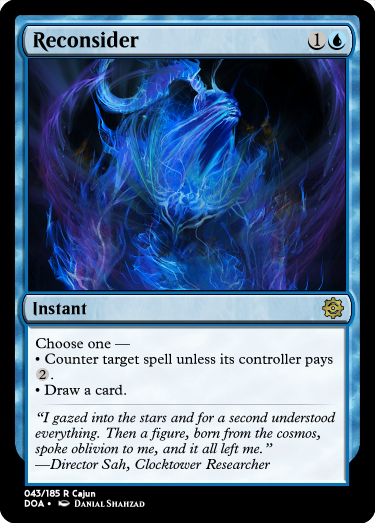 Reconsider 1
Instant
Choose one —
• Counter target spell unless its controller pays
2.
• Draw a card.
“I gazed into the stars and for a second understood
everything. Then a figure, born from the cosmos,
spoke oblivion to me, and it all left me.”
—Director Sah, Clocktower Researcher
043/185 R Cajun
DOA • Danial Shahzad